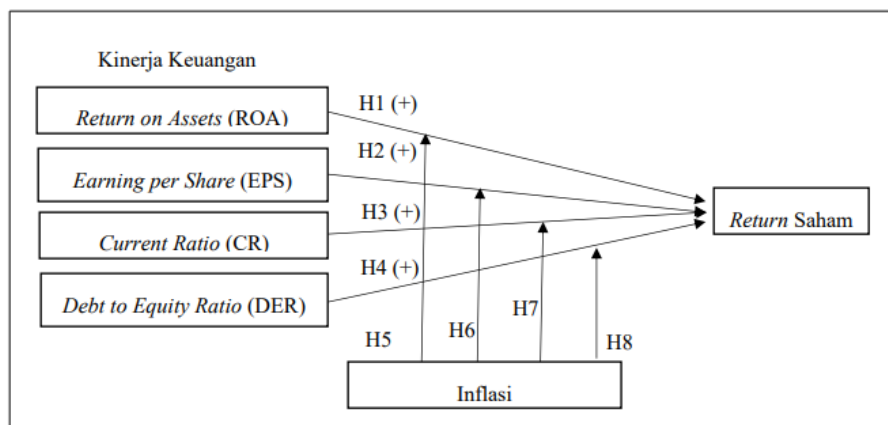 Kinerja Keuangan
Return on Assets (ROA)
H1 (+)
H2 (+)
Earning per Share (EPS)
H3 (+)
Return Saham
Current Ratio (CR)
H4 (+)
Debt to Equity Ratio (DER)
H5
H6
H7
H8
Inflasi